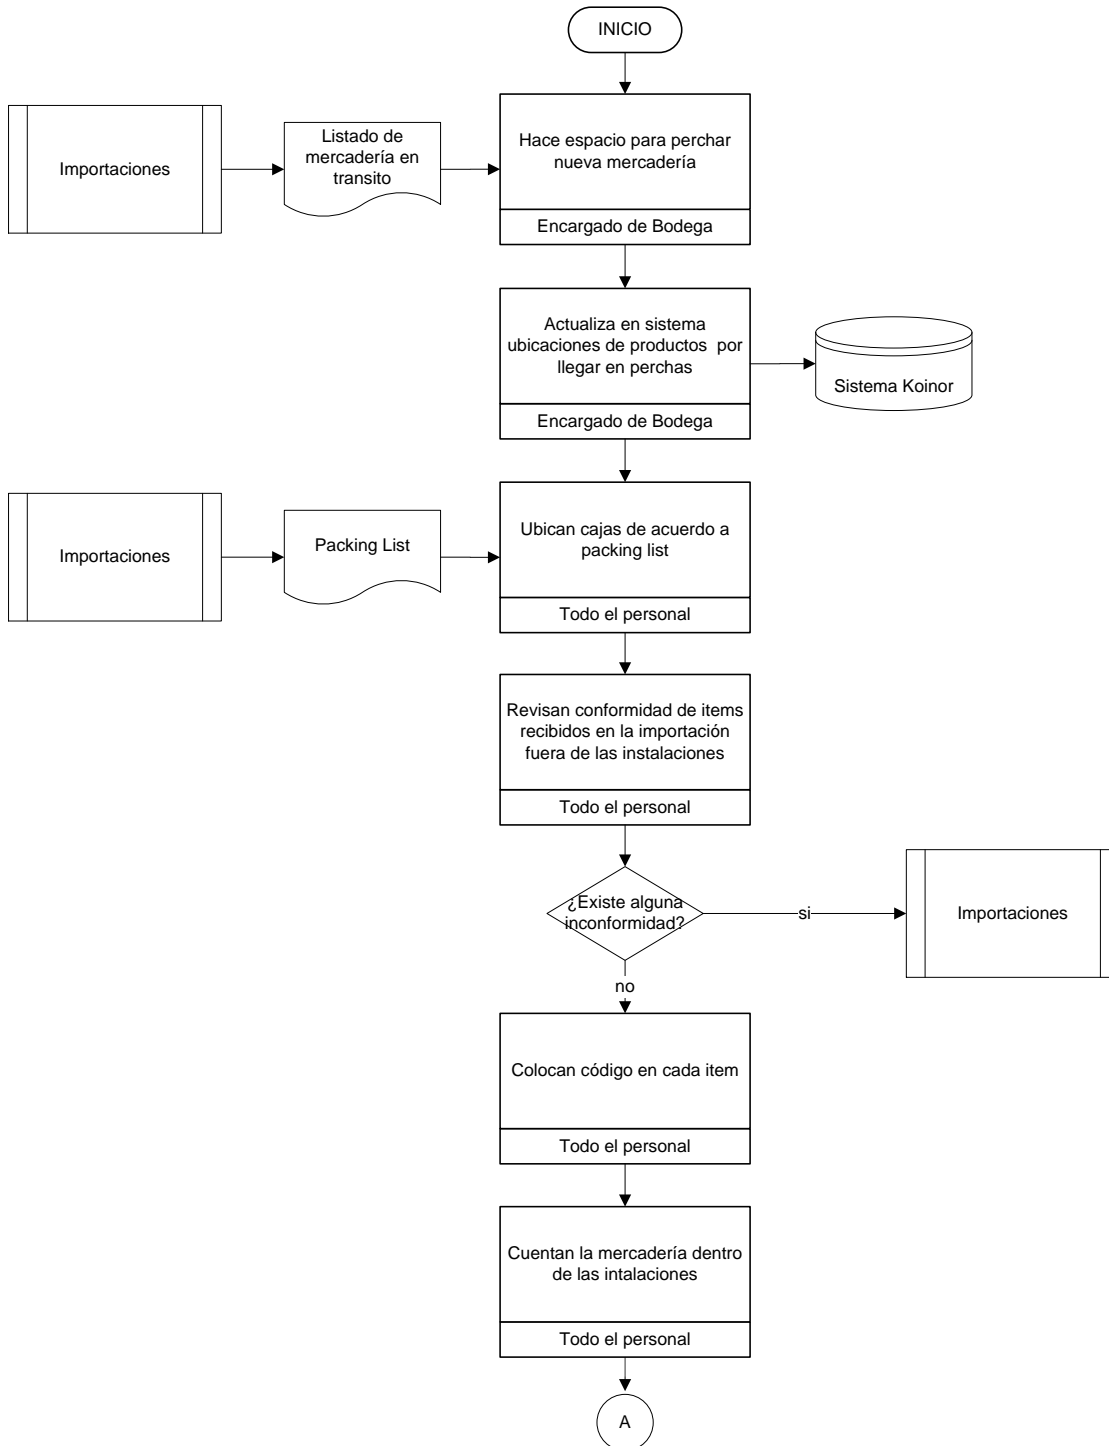 INICIO
Importaciones
Listado de
mercadería en
transito
Hace espacio para perchar
nueva mercadería
Encargado de Bodega
Actualiza en sistema
ubicaciones de productos  por
llegar en perchas
Encargado de Bodega
Sistema Koinor
Importaciones
Packing List
Ubican cajas de acuerdo a
packing list
Todo el personal
Revisan conformidad de items
recibidos en la importación
fuera de las instalaciones
Todo el personal
¿Existe alguna
inconformidad?
si
Importaciones
no
Colocan código en cada item
Todo el personal
Cuentan la mercadería dentro
de las intalaciones
Todo el personal
A